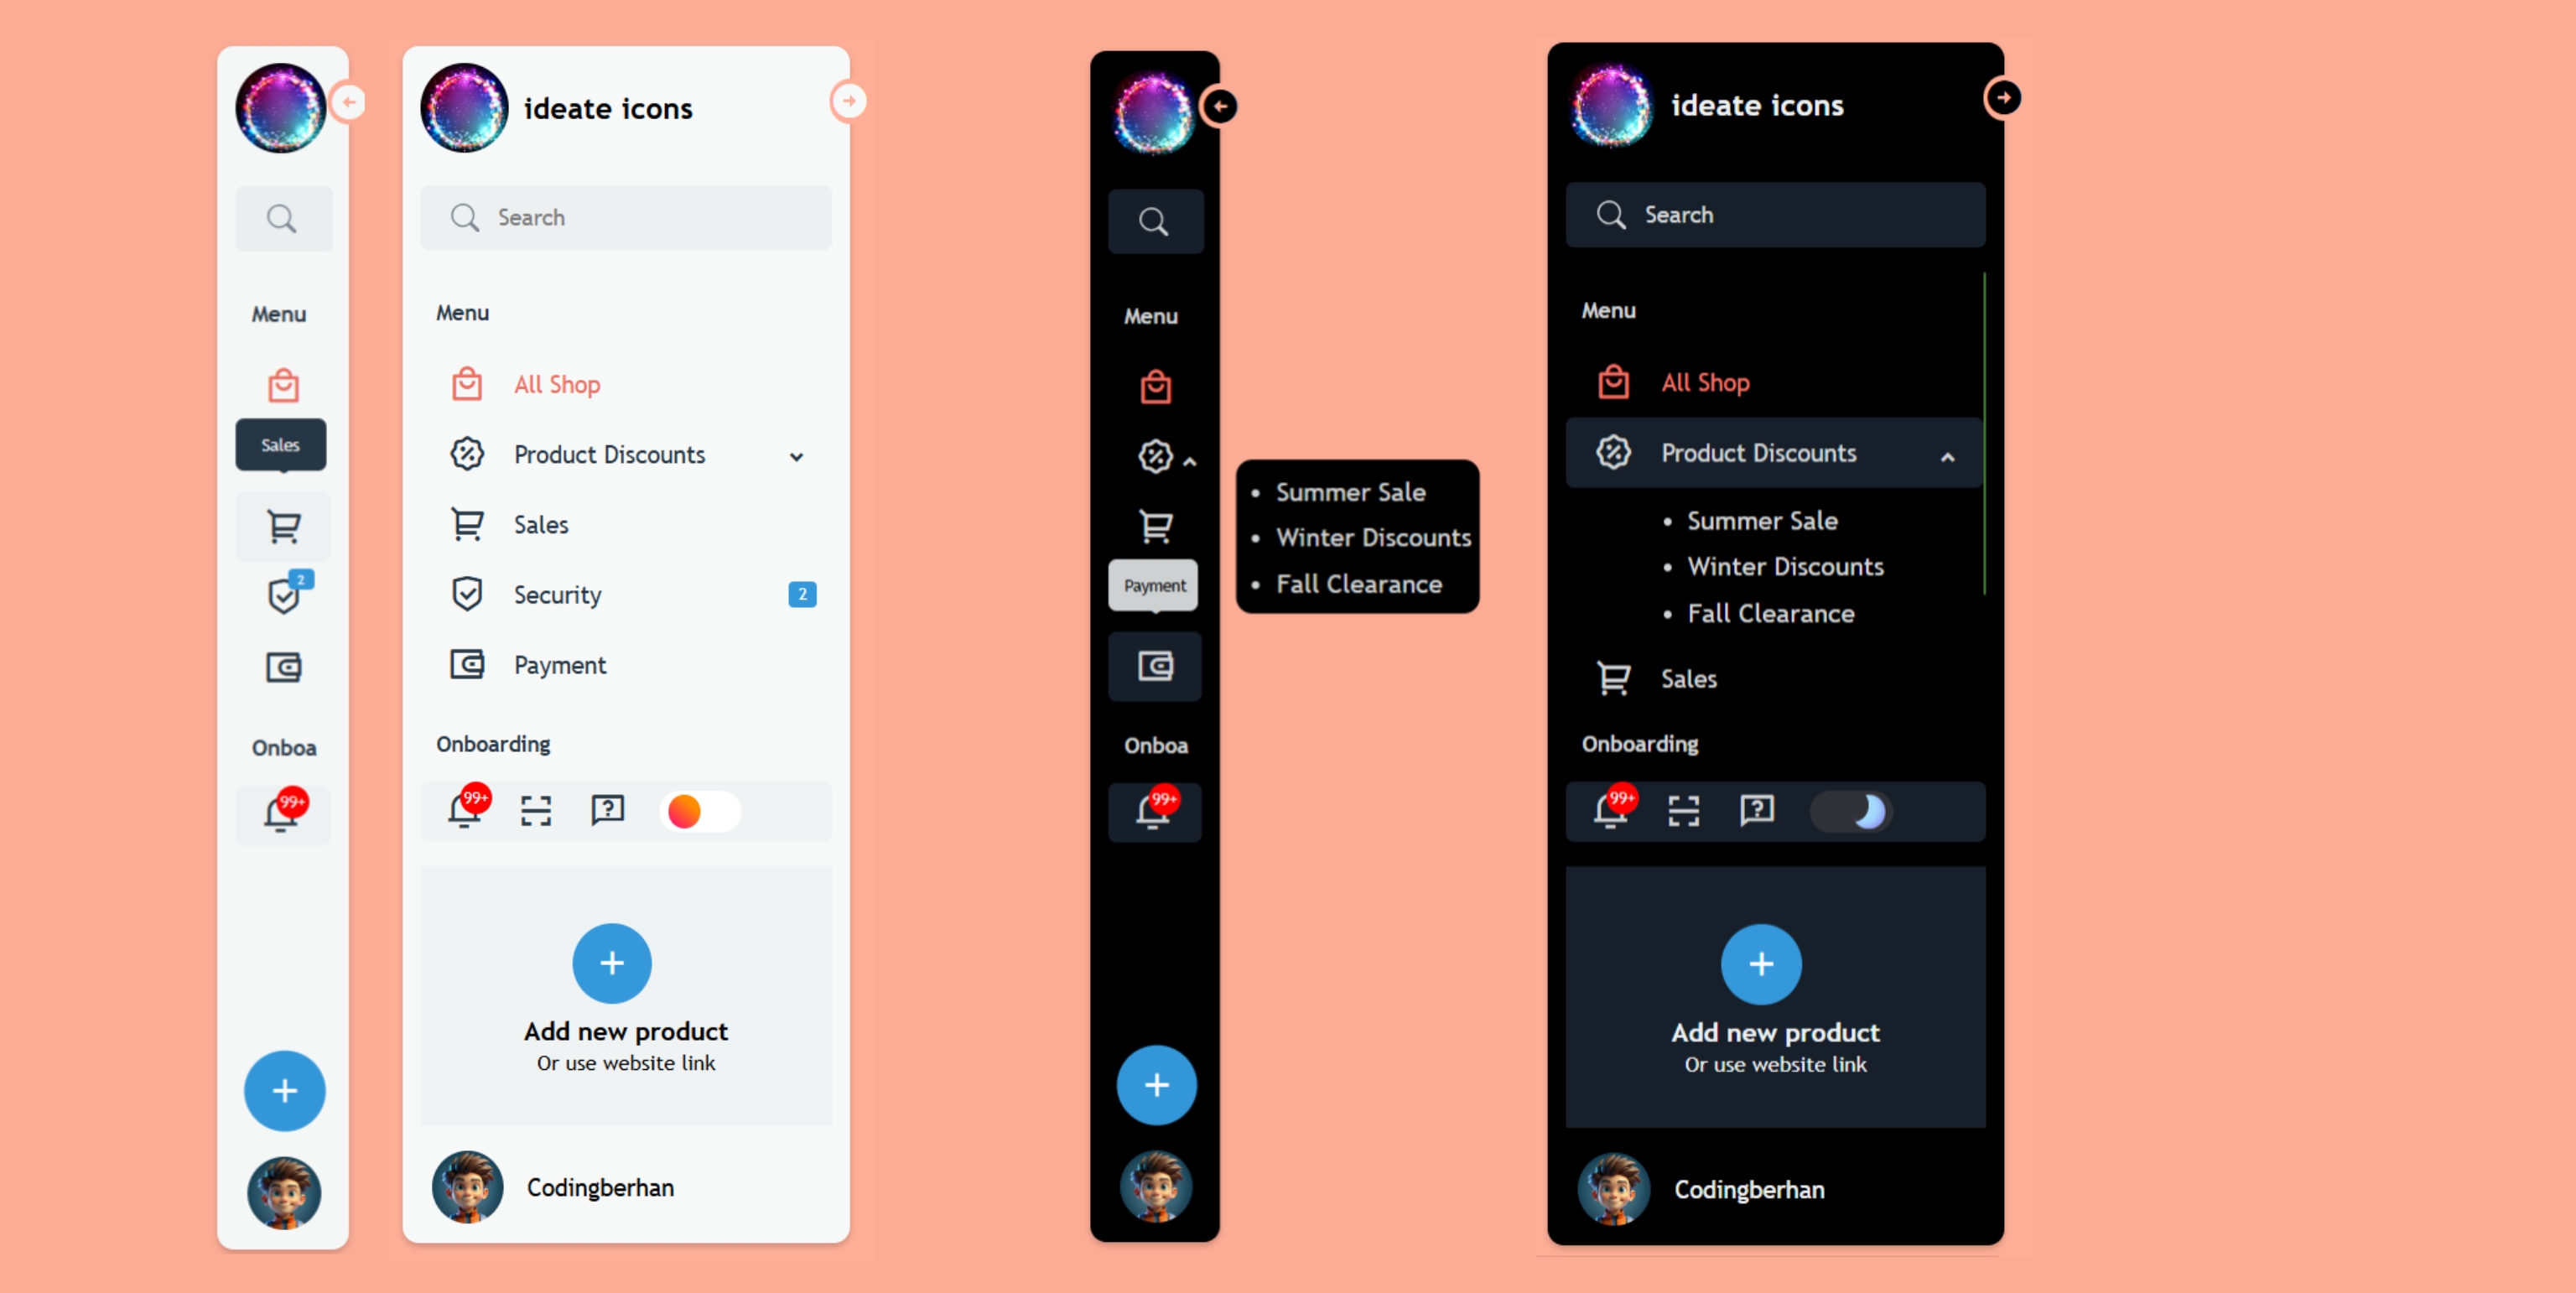 Menu
Sales
2
Onboa
99+
ideate icons
Search
Menu
All Shop
Product Discounts
Sales
Security 2
Payment
Onboarding
99+
Add new product
Or use website link
Codingberhan
Menu
Payment
Onboa
99+
• Summer Sale
• Winter Discounts
• Fall Clearance
ideate icons
Search
Menu
All Shop
Product Discounts
• Summer Sale
• Winter Discounts
• Fall Clearance
Sales
Onboarding
99+
Add new product
Or use website link
Codingberhan